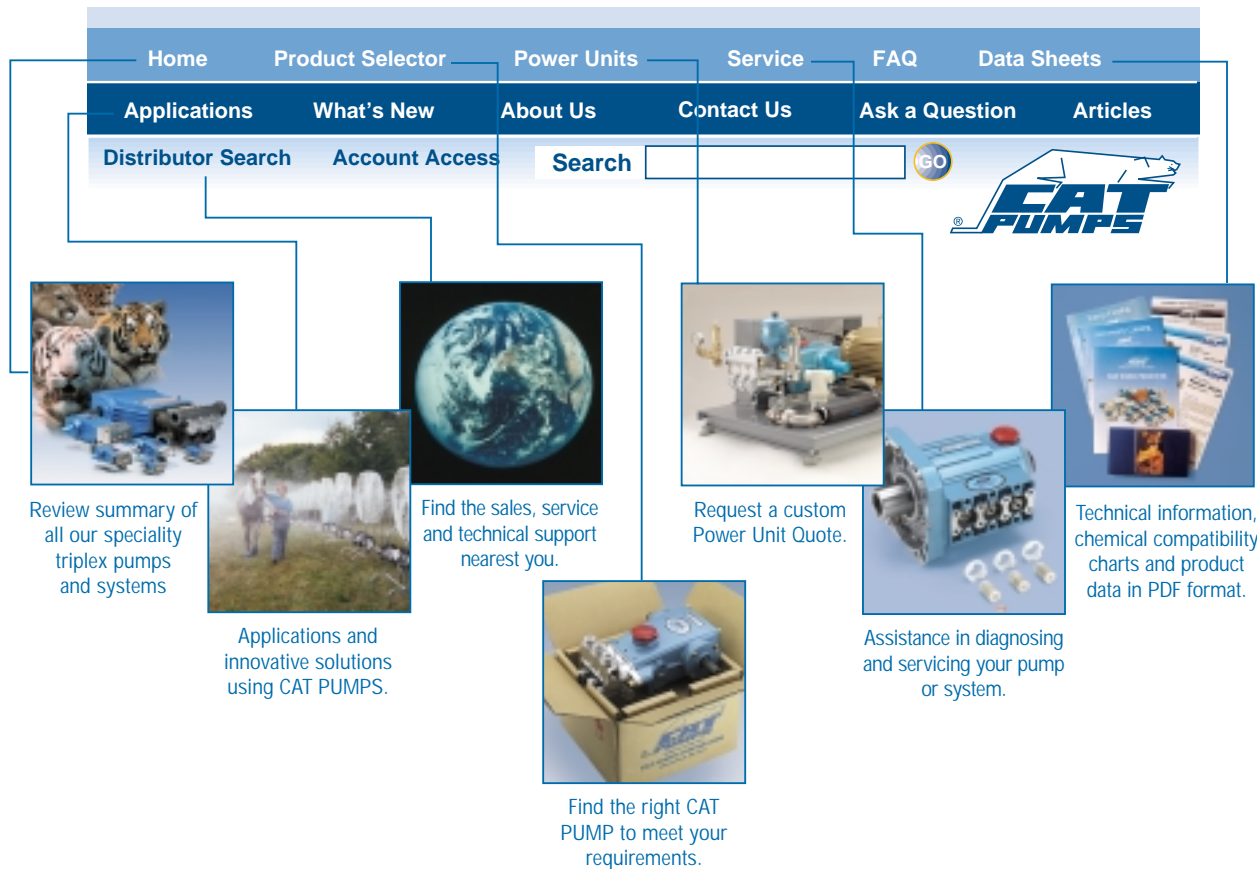 Home Product Selector Power Units Service FAQ Data Sheets
Applications What's New About Us Contact Us Ask a Question Articles
Distributor Search Account Access Search GO
CAT
® PUMPS
Review summary of
all our speciality
triplex pumps
and systems
Applications and
innovative solutions
using CAT PUMPS.
Find the sales, service
and technical support
nearest you.
CAT
Find the right CAT
PUMP to meet your
requirements.
Request a custom
Power Unit Quote.
Assistance in diagnosing
and servicing your pump
or system.
Technical information,
chemical compatibility
charts and product
data in PDF format.